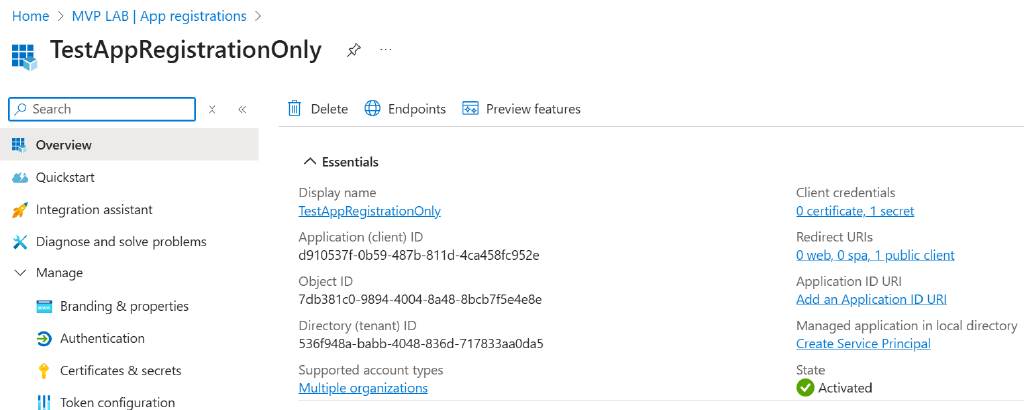 Home > MVP LAB | App registrations >
TestAppRegistrationOnly ...
Search
Delete Endpoints Preview features
Overview
Quickstart
Integration assistant
Diagnose and solve problems
Manage
Branding & properties
Authentication
Certificates & secrets
Token configuration
Essentials
Display name
TestAppRegistrationOnly
Application (client) ID
d910537f-0b59-487b-811d-4ca458fc952e
Object ID
7db381c0-9894-4004-8a48-8bcb7f5e4e8e
Directory (tenant) ID
536f948a-babb-4048-836d-717833aa0da5
Supported account types
Multiple organizations
Client credentials
0 certificate, 1 secret
Redirect URIs
0 web, 0 spa, 1 public client
Application ID URI
Add an Application ID URI
Managed application in local directory
Create Service Principal
State
Activated